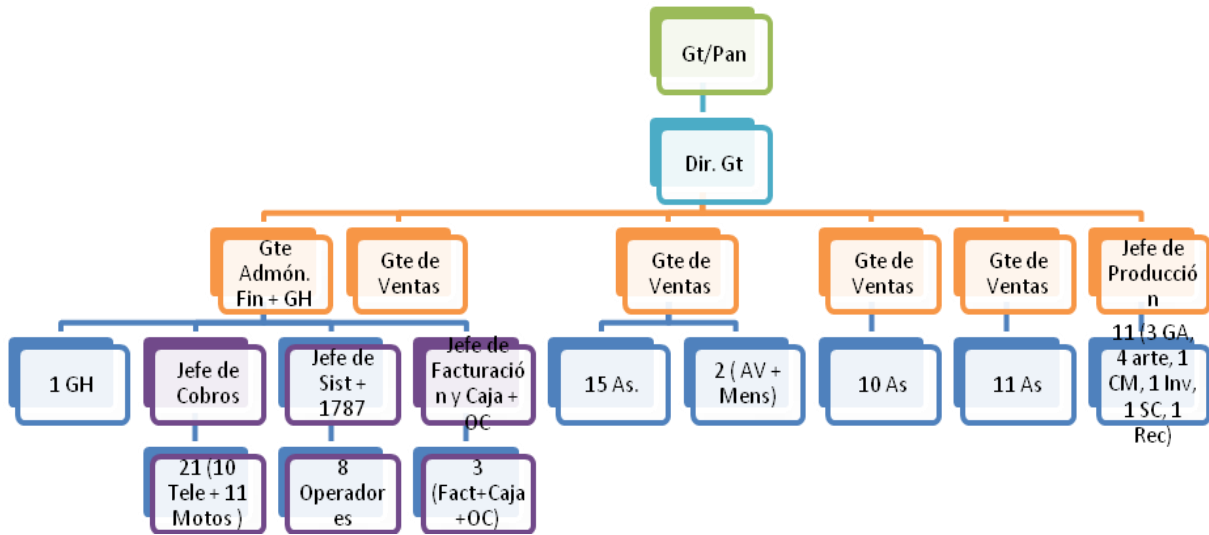 Gt/Pan
Dir. Gt
Gte
Admón.
Fin + GH
Gte de
Ventas
Gte de
Ventas
Gte de
Ventas
Gte de
Ventas
Jefe de
Producció
n
1 GH
Jefe de
Cobros
Jefe de
Sist +
1787
Jefe de
Facturació
n y Caja +
OC
15 As.
2 ( AV +
Mens)
10 As
11 As
11 (3 GA,
4 arte, 1
CM, 1 Inv,
1 SC, 1
Rec)
21 (10
Tele + 11
Motos )
8
Operador
es
3
(Fact+Caja
+OC)